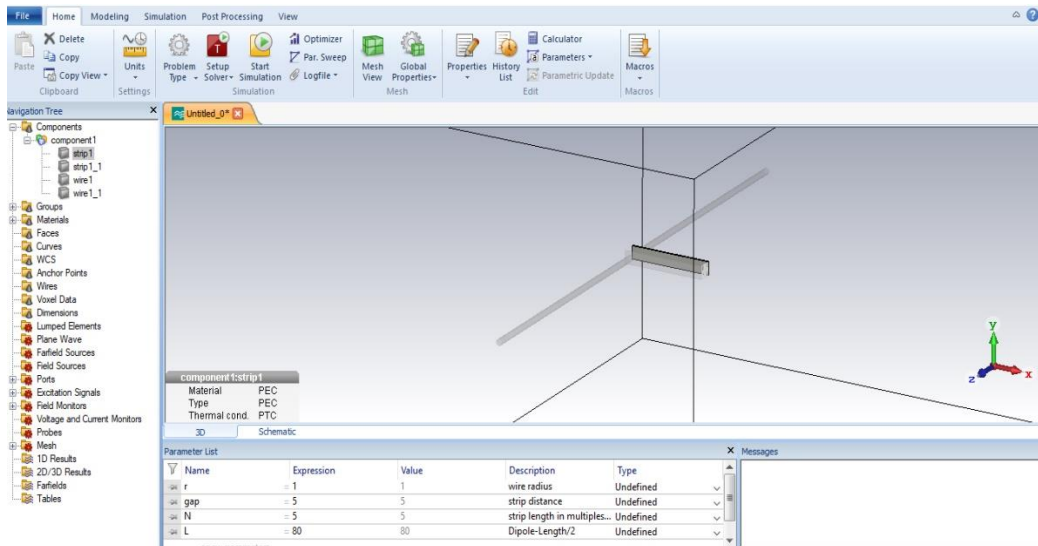 File Home Modeling Simulation Post Processing View
Paste
Delete
Copy
Copy View
Clipboard
Units
Settings
Problem Type
Setup Solver
Start Simulation
Optimizer
Par. Sweep
Logfile
Simulation
Mesh View
Global Properties
Mesh
Properties
History List
Calculator
Parameters
Parametric Update
Edit
Macros
Macros
Navigation Tree
Untitled_0*
Components
component1
strip1
strip1_1
wire1
wire1_1
Groups
Materials
Faces
Curves
WCS
Anchor Points
Wires
Voxel Data
Dimensions
Lumped Elements
Plane Wave
Farfield Sources
Field Sources
Ports
Excitation Signals
Field Monitors
Voltage and Current Monitors
Probes
Mesh
1D Results
2D/3D Results
Farfields
Tables
y
z
x
component1:strip1
Material PEC
Type PEC
Thermal cond. PTC
3D Schematic
Parameter List
Name Expression Value Description Type
r = 1 1 wire radius Undefined
gap = 5 5 strip distance Undefined
N = 5 5 strip length in multiples... Undefined
L = 80 80 Dipole-Length/2 Undefined
Messages